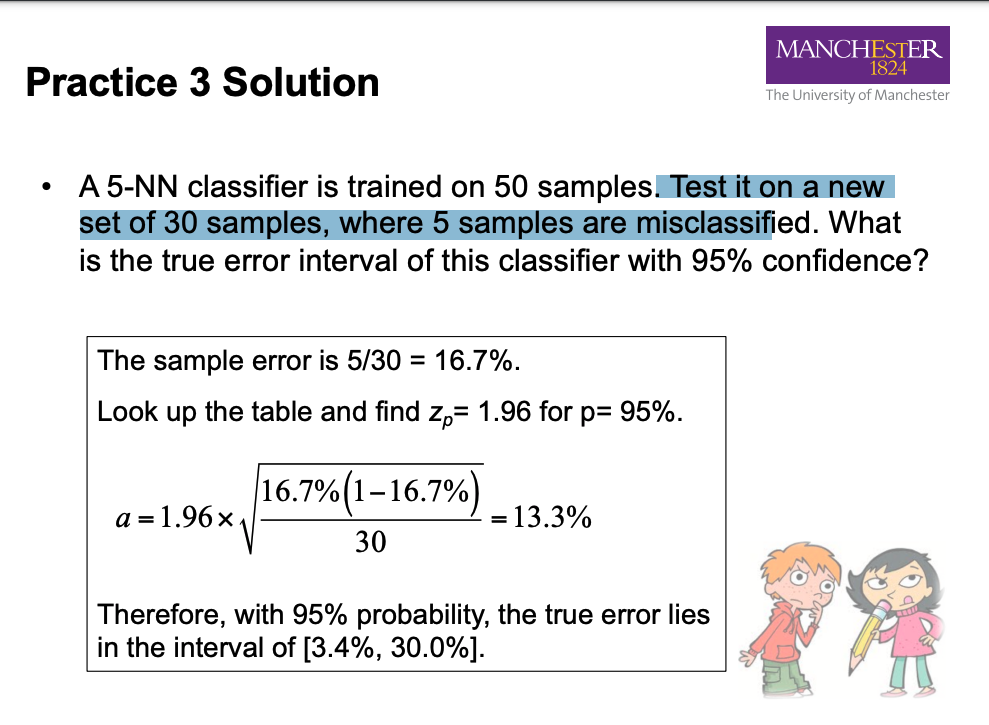 MANCHESTER
1824
The University of Manchester
Practice 3 Solution
• A 5-NN classifier is trained on 50 samples. Test it on a new
set of 30 samples, where 5 samples are misclassified. What
is the true error interval of this classifier with 95% confidence?
The sample error is 5/30 = 16.7%.
Look up the table and find zp= 1.96 for p= 95%.
a = 1.96 × √(16.7%(1−16.7%) / 30) = 13.3%
Therefore, with 95% probability, the true error lies
in the interval of [3.4%, 30.0%].